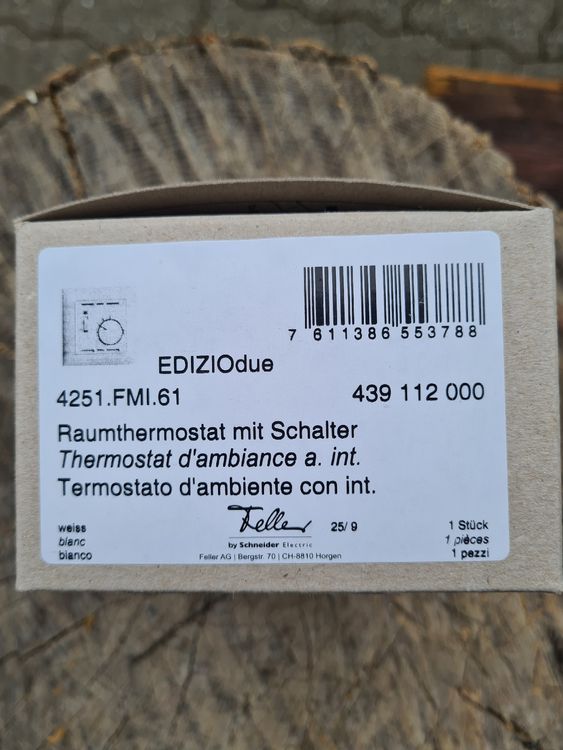 7 611386 553788
EDIZIOdue
4251.FMI.61 439 112 000
Raumthermostat mit Schalter
Thermostat d'ambiance a. int.
Termostato d'ambiente con int.
weiss
blanc
bianco
Feller
by Schneider Electric
Feller AG | Bergstr. 70 | CH-8810 Horgen
25/ 9
1 Stück
1 pièces
1 pezzi